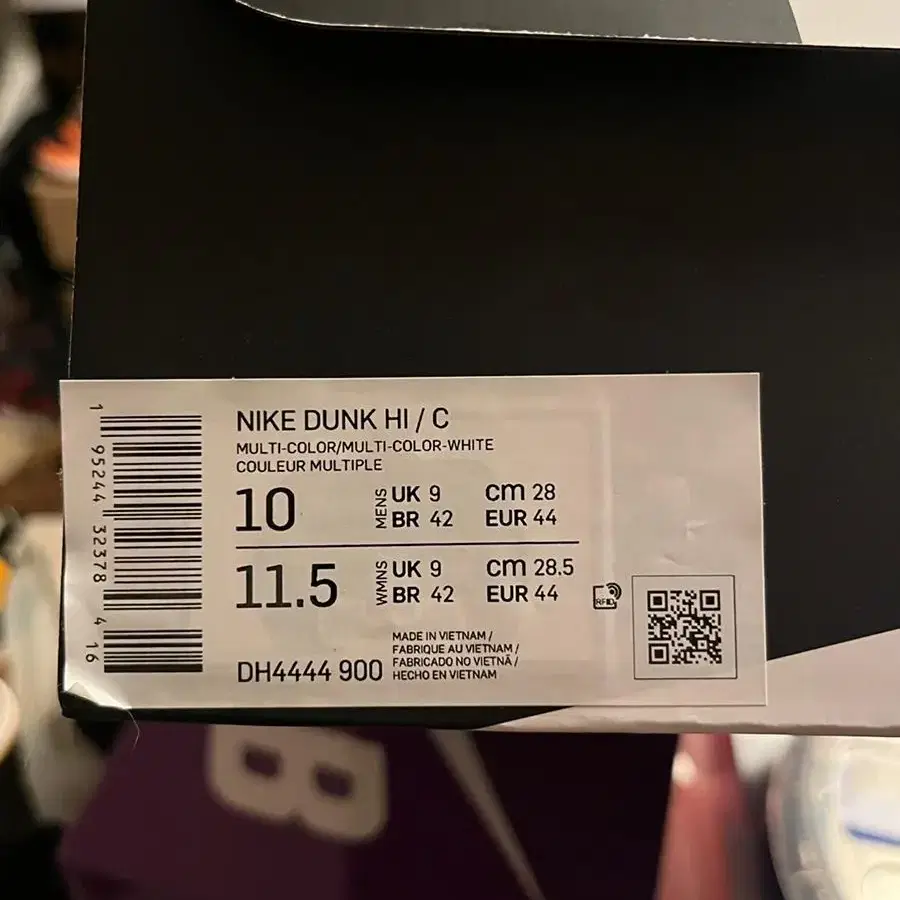 NIKE DUNK HI / C
MULTI-COLOR/MULTI-COLOR-WHITE
COULEUR MULTIPLE
10 MENS UK 9 cm 28
BR 42 EUR 44
11.5 WMNS UK 9 cm 28.5
BR 42 EUR 44
RFID
DH4444 900
MADE IN VIETNAM /
FABRIQUE AU VIETNAM /
FABRICADO NO VIETNÃ /
HECHO EN VIETNAM
1 95244 32378 4 16
B